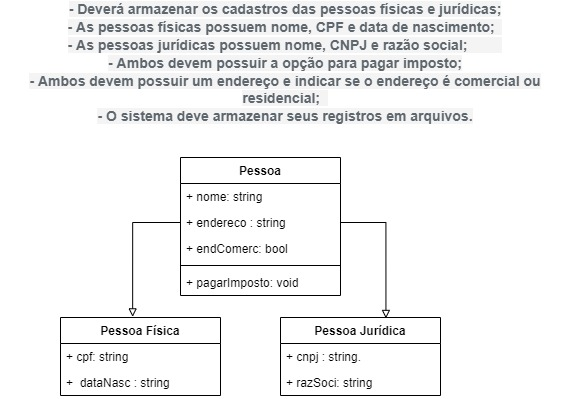 - Deverá armazenar os cadastros das pessoas físicas e jurídicas;
- As pessoas físicas possuem nome, CPF e data de nascimento;
- As pessoas jurídicas possuem nome, CNPJ e razão social;
- Ambos devem possuir a opção para pagar imposto;
- Ambos devem possuir um endereço e indicar se o endereço é comercial ou
residencial;
- O sistema deve armazenar seus registros em arquivos.
Pessoa
+ nome: string
+ endereco : string
+ endComerc: bool
+ pagarImposto: void
Pessoa Física
+ cpf: string
+ dataNasc : string
Pessoa Jurídica
+ cnpj : string.
+ razSoci: string